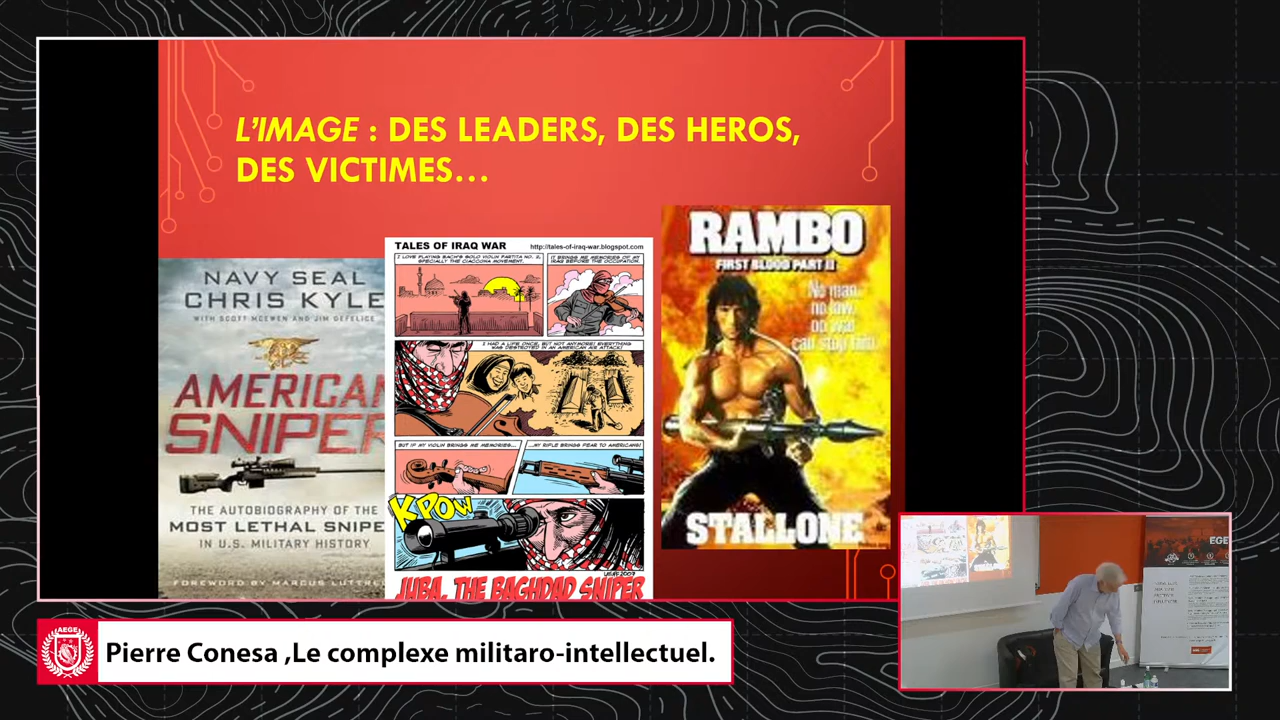 L'IMAGE : DES LEADERS, DES HEROS,
DES VICTIMES...
NAVY SEAL
CHRIS KYLE
WITH SCOTT MCEWEN AND JIM DEFELICE
AMERICAN
SNIPER
THE AUTOBIOGRAPHY OF THE
MOST LETHAL SNIPE
IN U.S. MILITARY HISTORY
FOREWORD BY MARCUS LUTTRE
TALES OF IRAQ WAR
http://tales-of-iraq-war.blogspot.com
I LOVE PLAYING BACH'S SOLO VIOLIN PARTITA NO. 2,
SPECIALLY THE CIACCONA MOVEMENT.
IT BRINGS ME MEMORIES OF MY
IRAQ BEFORE THE OCCUPATION.
I HAD A LIFE ONCE, BUT NOT ANYMORE! EVERYTHING
WAS DESTROYED IN AN AMERICAN AIR ATTACK!
BUT IF MY VIOLIN BRINGS ME MEMORIES...
...MY RIFLE BRINGS FEAR TO AMERICANS!
KPOW
JUBA, THE BAGHDAD SNIPER
RAMBO
FIRST BLOOD PART II
No man,
no law,
no war
can stop him.
STALLONE
EGE
AEGE
Pierre Conesa ,Le complexe militaro-intellectuel.